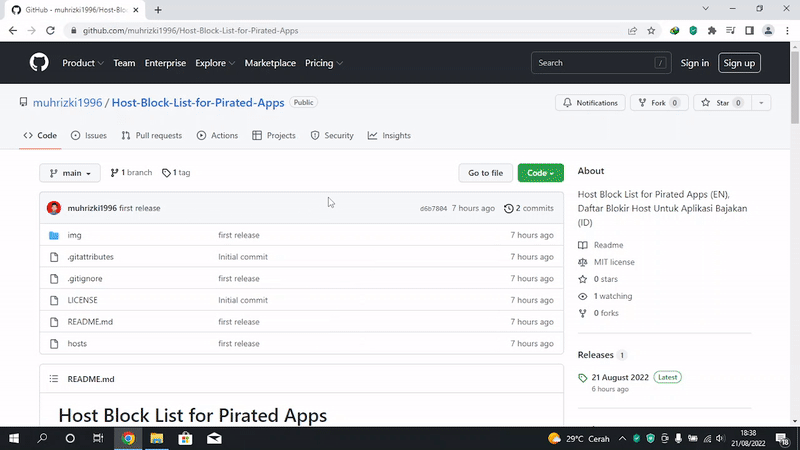 GitHub - muhrizki1996/Host-Bloc
github.com/muhrizki1996/Host-Block-List-for-Pirated-Apps
Product Team Enterprise Explore Marketplace Pricing Search / Sign in Sign up
muhrizki1996 / Host-Block-List-for-Pirated-Apps Public Notifications Fork 0 Star 0
Code Issues Pull requests Actions Projects Security Insights
main 1 branch 1 tag Go to file Code
muhrizki1996 first release d6b7804 7 hours ago 2 commits
img first release 7 hours ago
.gitattributes Initial commit 7 hours ago
.gitignore first release 7 hours ago
LICENSE Initial commit 7 hours ago
README.md first release 7 hours ago
hosts first release 7 hours ago
README.md
Host Block List for Pirated Apps
About
Host Block List for Pirated Apps (EN),
Daftar Blokir Host Untuk Aplikasi Bajakan
(ID)
Readme
MIT license
0 stars
1 watching
0 forks
Releases 1
21 August 2022 Latest
6 hours ago
29°C Cerah
18:38
21/08/2022
18